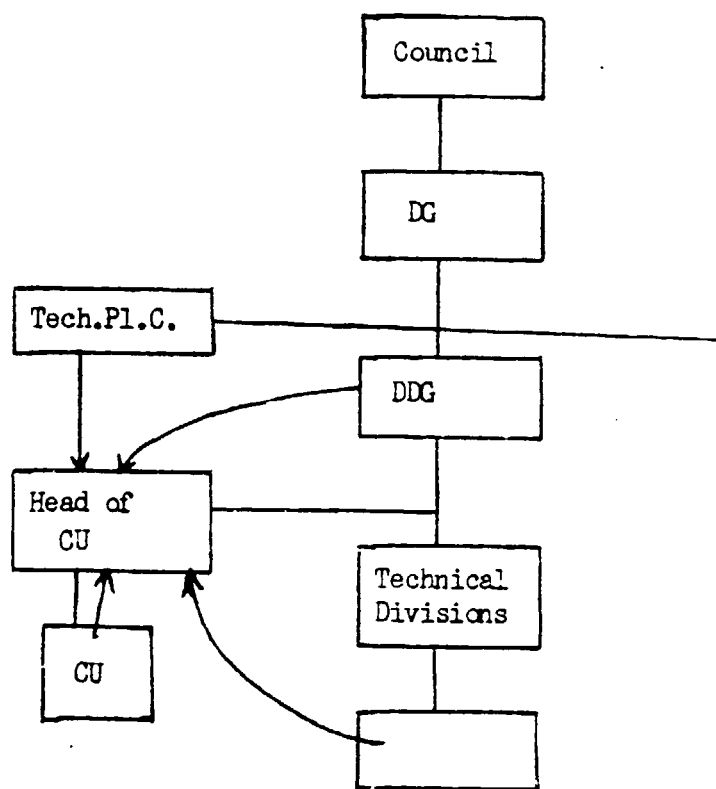 Council
DG
Tech.Pl.C.
DDG
Head of
CU
Technical
Divisions
CU